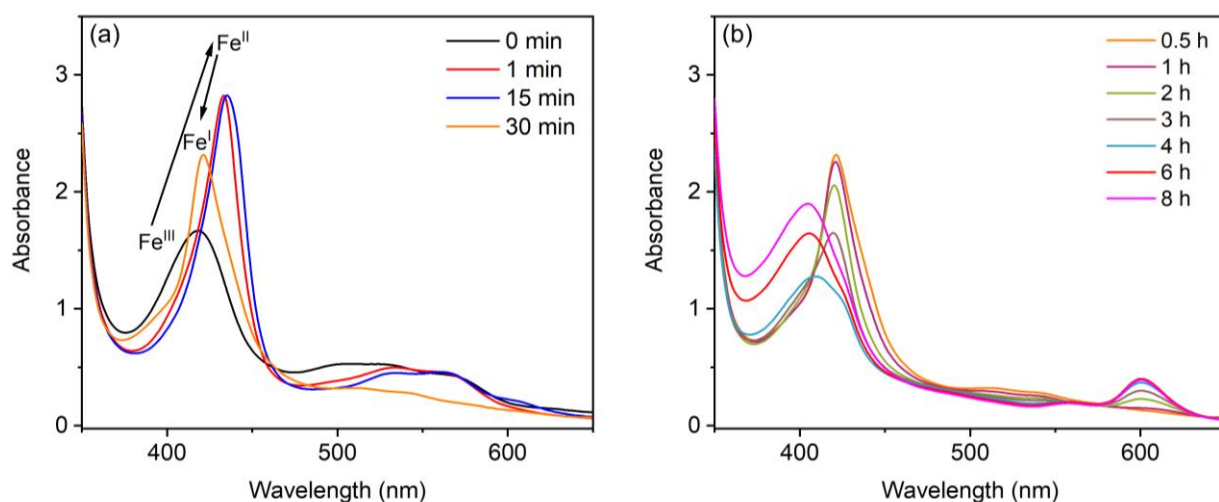 (a)
Fe^II
Fe^I
Fe^III
0 min
1 min
15 min
30 min
3
2
1
0
Absorbance
400
500
600
Wavelength (nm)
(b)
0.5 h
1 h
2 h
3 h
4 h
6 h
8 h
3
2
1
0
Absorbance
400
500
600
Wavelength (nm)